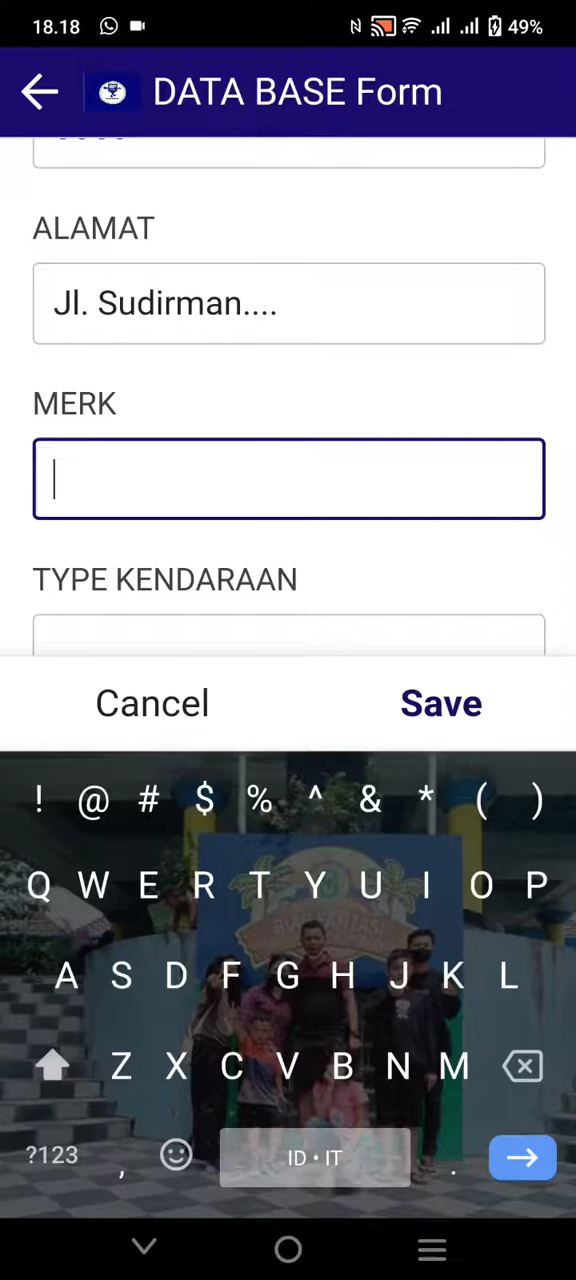 18.18
49%
DATA BASE Form
ALAMAT
Jl. Sudirman....
MERK
TYPE KENDARAAN
Cancel Save
! @ # $ % ^ & * ( )
Q W E R T Y U I O P
A S D F G H J K L
Z X C V B N M
?123 , ID • IT .